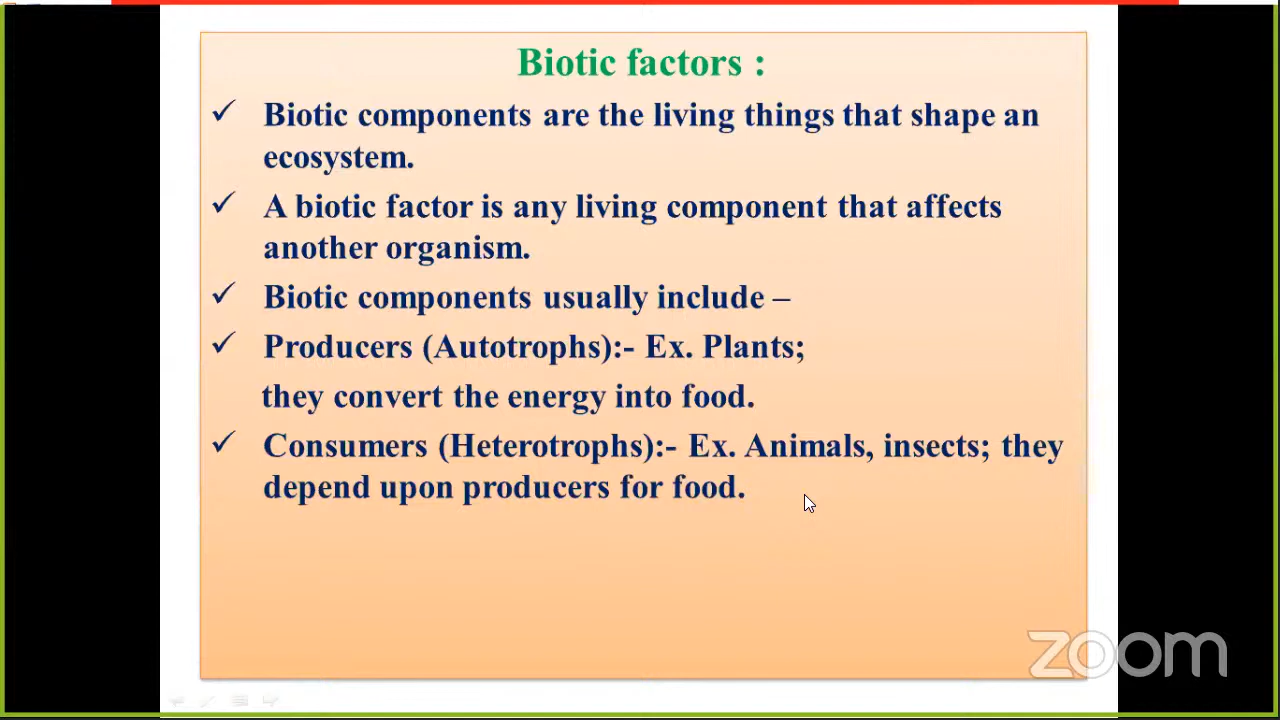 Biotic factors :
✓ Biotic components are the living things that shape an
ecosystem.
✓ A biotic factor is any living component that affects
another organism.
✓ Biotic components usually include –
✓ Producers (Autotrophs):- Ex. Plants;
they convert the energy into food.
✓ Consumers (Heterotrophs):- Ex. Animals, insects; they
depend upon producers for food.
zoom